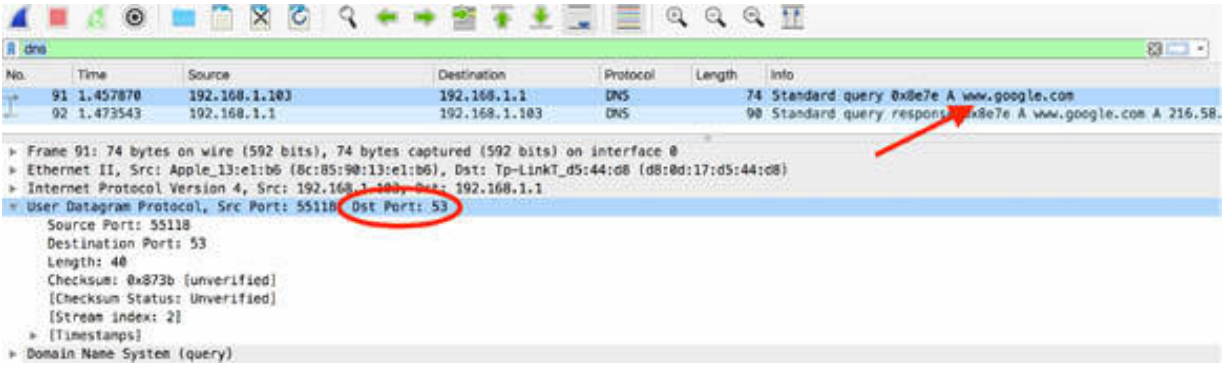 dns
No. Time Source Destination Protocol Length Info
91 1.457870 192.168.1.103 192.168.1.1 DNS 74 Standard query 0x8e7e A www.google.com
92 1.473543 192.168.1.1 192.168.1.103 DNS 90 Standard query response 0x8e7e A www.google.com A 216.58.
Frame 91: 74 bytes on wire (592 bits), 74 bytes captured (592 bits) on interface 0
Ethernet II, Src: Apple_13:e1:b6 (8c:85:90:13:e1:b6), Dst: Tp-LinkT_d5:44:d8 (d8:0d:17:d5:44:d8)
Internet Protocol Version 4, Src: 192.168.1.103, Dst: 192.168.1.1
User Datagram Protocol, Src Port: 55118, Dst Port: 53
Source Port: 55118
Destination Port: 53
Length: 40
Checksum: 0x873b [unverified]
[Checksum Status: Unverified]
[Stream index: 2]
[Timestamps]
Domain Name System (query)